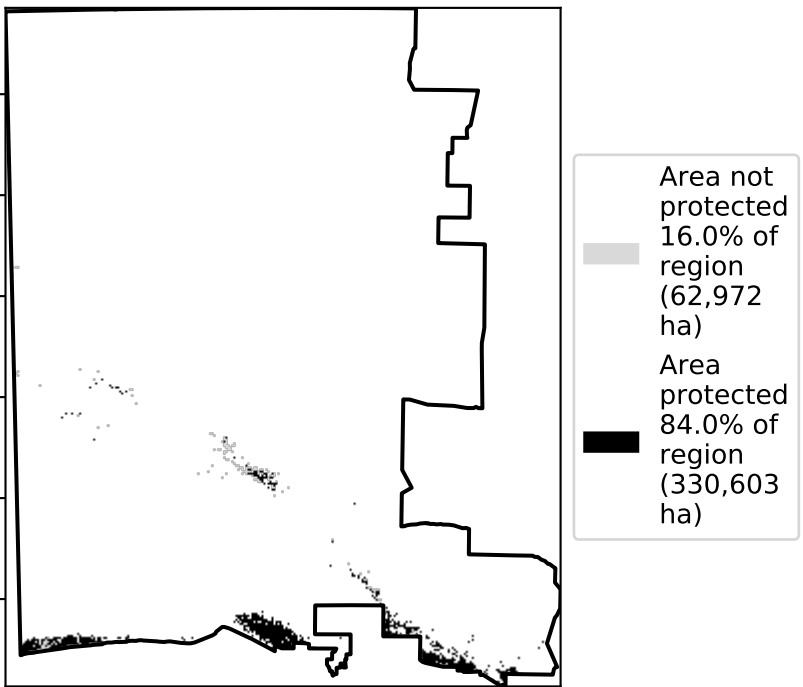 Area not
protected
16.0% of
region
(62,972
ha)
Area
protected
84.0% of
region
(330,603
ha)